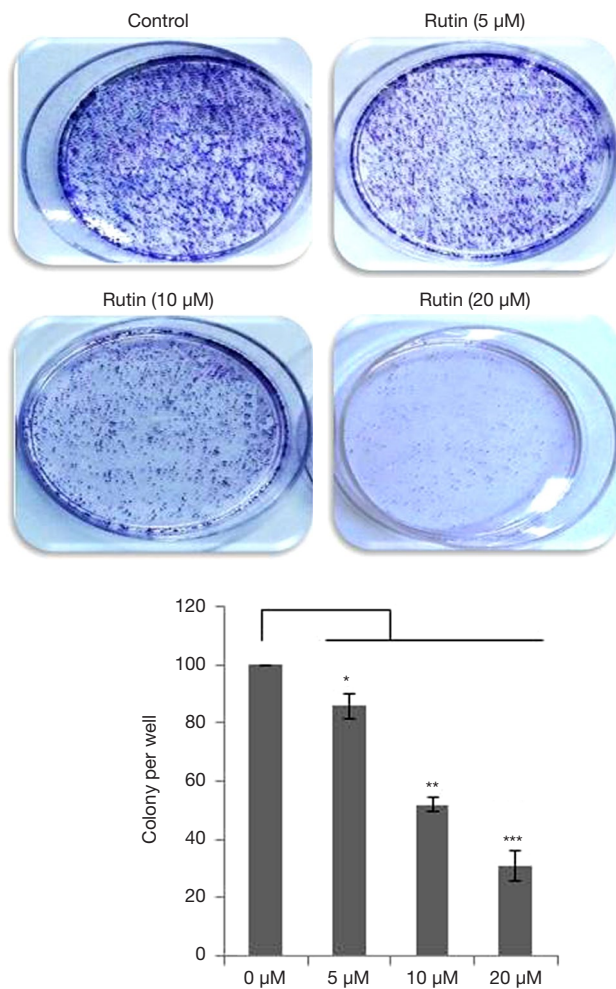 Control
Rutin (5 µM)
Rutin (10 µM)
Rutin (20 µM)
120
100
80
60
40
20
0
Colony per well
*
**
***
0 µM
5 µM
10 µM
20 µM